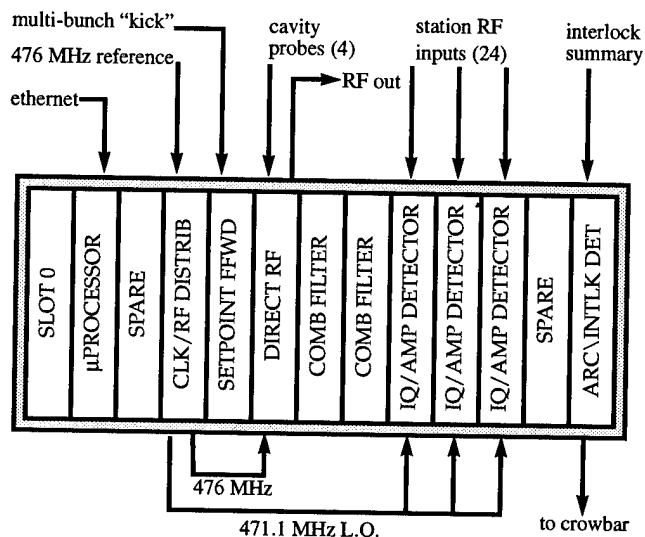 multi-bunch “kick”
476 MHz reference
ethernet
cavity
probes (4)
RF out
station RF
inputs (24)
interlock
summary
SLOT 0
µPROCESSOR
SPARE
CLK/RF DISTRIB
SETPOINT FFWD
DIRECT RF
COMB FILTER
COMB FILTER
IQ/AMP DETECTOR
IQ/AMP DETECTOR
IQ/AMP DETECTOR
SPARE
ARC\INTLK DET
476 MHz
471.1 MHz L.O.
to crowbar